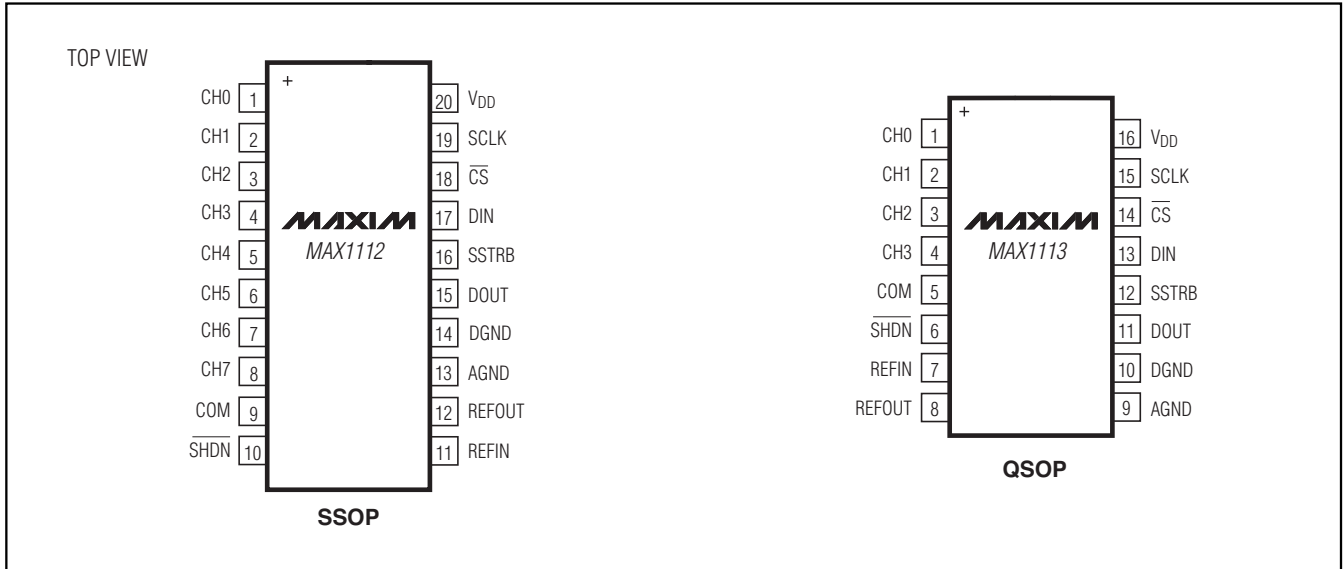 TOP VIEW
+
CH0 1 20 VDD
CH1 2 19 SCLK
CH2 3 18 C̅S̅
CH3 4 17 DIN
MAXIM
MAX1112
CH4 5 16 SSTRB
CH5 6 15 DOUT
CH6 7 14 DGND
CH7 8 13 AGND
COM 9 12 REFOUT
S̅H̅D̅N̅ 10 11 REFIN
SSOP
+
CH0 1 16 VDD
CH1 2 15 SCLK
CH2 3 14 C̅S̅
MAXIM
CH3 4 13 DIN
MAX1113
COM 5 12 SSTRB
S̅H̅D̅N̅ 6 11 DOUT
REFIN 7 10 DGND
REFOUT 8 9 AGND
QSOP